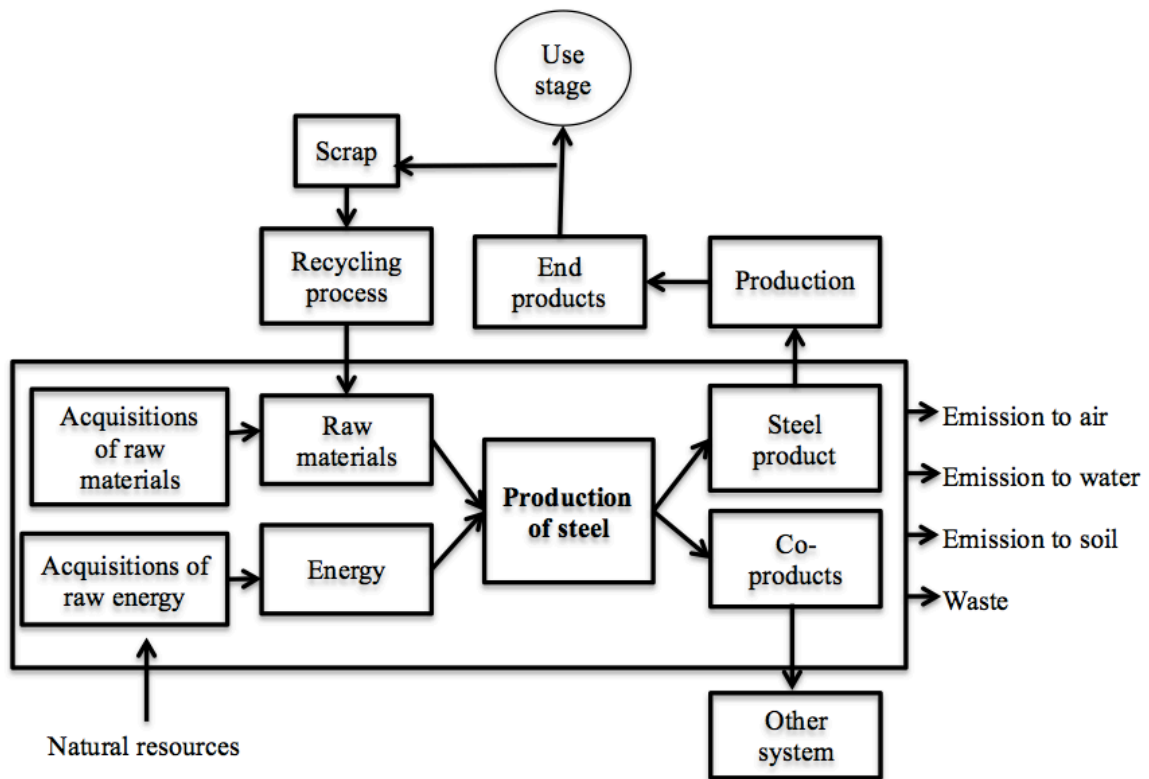 Use
stage
Scrap
Recycling
process
End
products
Production
Acquisitions
of raw
materials
Raw
materials
Production
of steel
Steel
product
Emission to air
Emission to water
Acquisitions of
raw energy
Energy
Co-
products
Emission to soil
Waste
Natural resources
Other
system